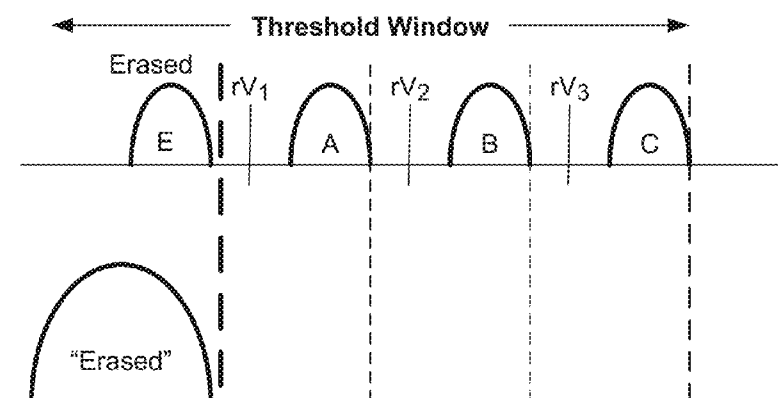 Threshold Window
Erased
rV1 rV2 rV3
E A B C
“Erased”